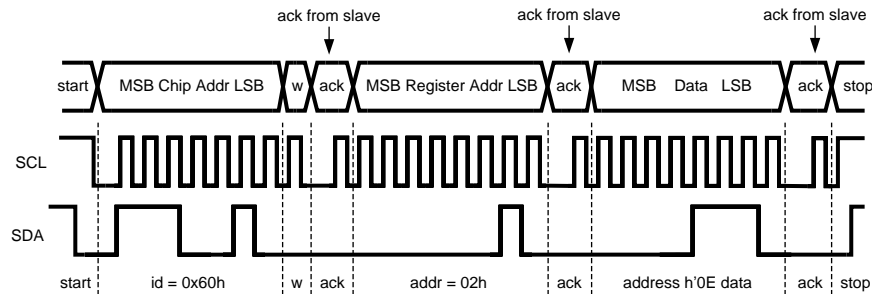 ack from slave ack from slave ack from slave
start MSB Chip Addr LSB w ack MSB Register Addr LSB ack MSB Data LSB ack stop
SCL
SDA
start id = 0x60h w ack addr = 02h ack address h'0E data ack stop